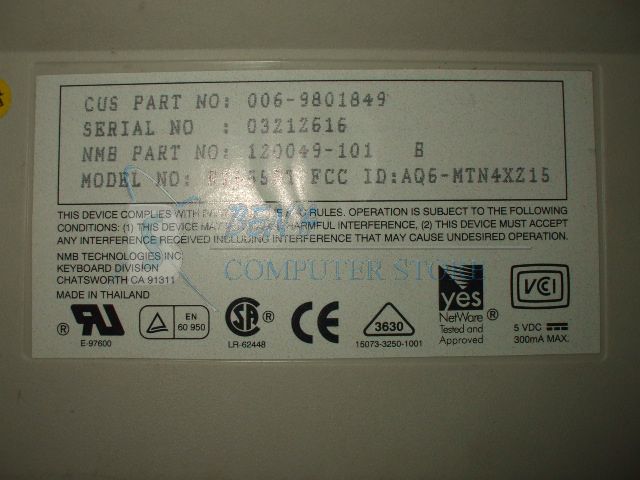 CUS PART NO: 006-9801849
SERIAL NO : 03Z1Z616
NMB PART NO: 120049-101 B
MODEL NO: FCC ID:AQ6-MTN4XZ15
THIS DEVICE COMPLIES WITH RULES. OPERATION IS SUBJECT TO THE FOLLOWING
CONDITIONS: (1) THIS DEVICE MAY HARMFUL INTERFERENCE, (2) THIS DEVICE MUST ACCEPT
ANY INTERFERENCE RECEIVED INCLUDING INTERFERENCE THAT MAY CAUSE UNDESIRED OPERATION.
NMB TECHNOLOGIES INC
KEYBOARD DIVISION
CHATSWORTH CA 91311
MADE IN THAILAND
COMPUTER STORE
® UR
E-97600
EN
60 950
SA ®
LR-62448
CE
3630
15073-3250-1001
yes
NetWare ®
Tested and
Approved
VCI
5 VDC
300mA MAX.